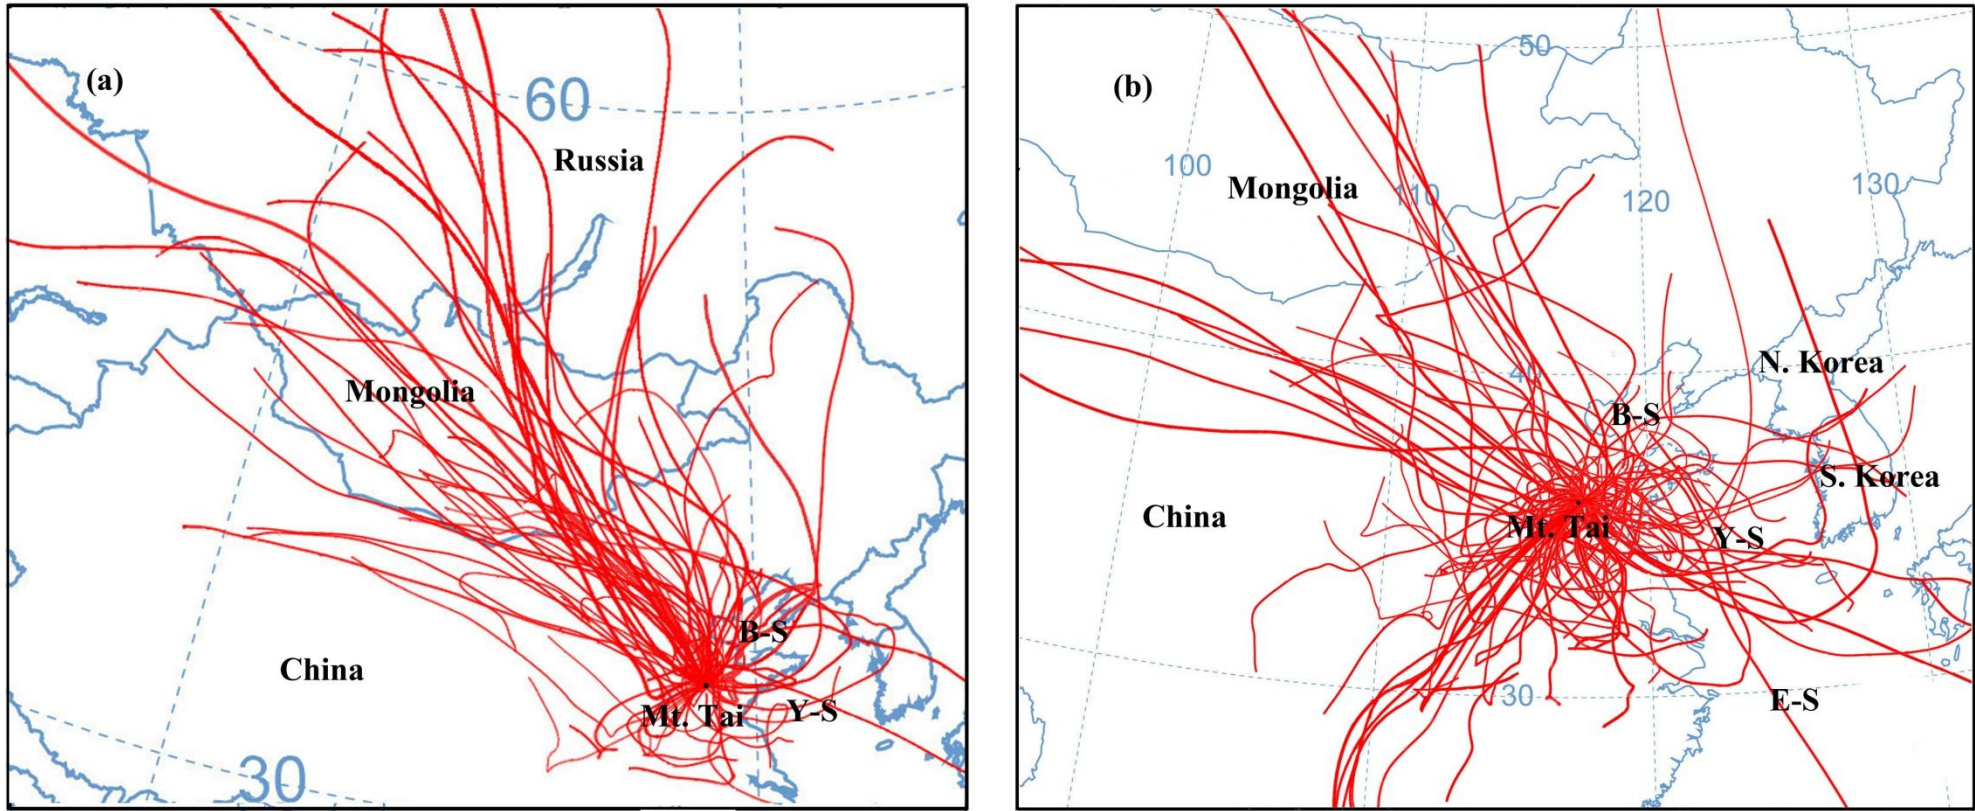 (a)
60
Russia
Mongolia
B-S
China
Mt. Tai
Y-S
30
(b)
50
100
Mongolia
110
120
130
N. Korea
40
B-S
S. Korea
China
Mt. Tai
Y-S
30
E-S